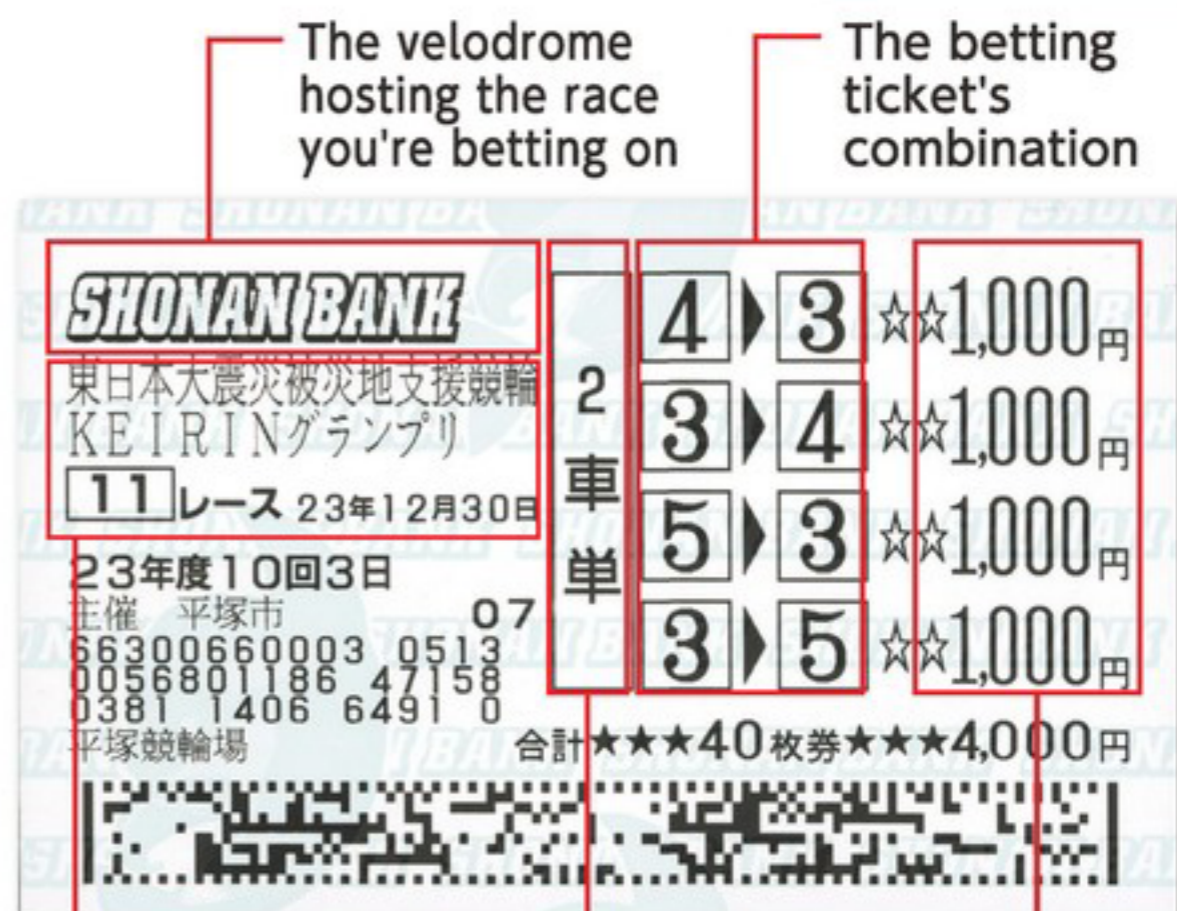 The velodrome
hosting the race
you're betting on
The betting
ticket's
combination
SHONAN BANK
東日本大震災被災地支援競輪
KEIRINグランプリ
11レース 23年12月30日
23年度10回3日
主催 平塚市 07
66300660003 0513
0056801186 47158
0381 1406 6491 0
平塚競輪場
2車単
4▶3 ☆☆1,000円
3▶4 ☆☆1,000円
5▶3 ☆☆1,000円
3▶5 ☆☆1,000円
合計★★★40枚券★★★4,000円